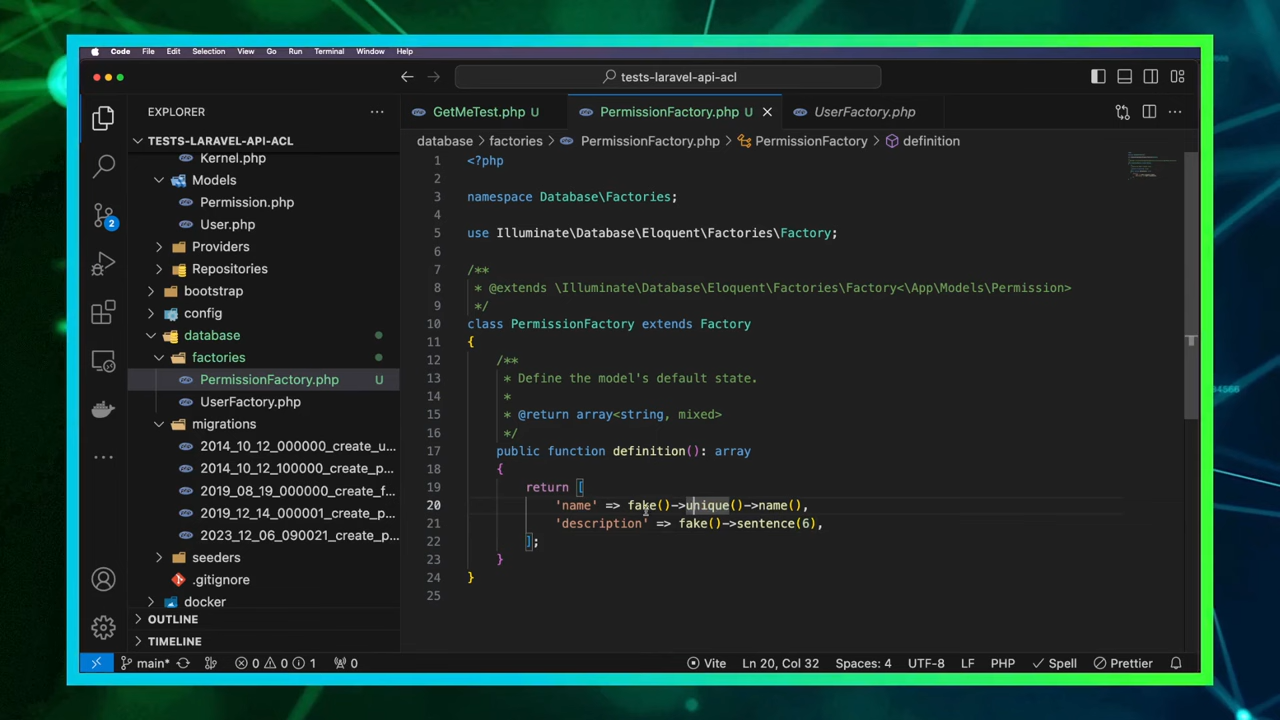 Code File Edit Selection View Go Run Terminal Window Help
tests-laravel-api-acl
EXPLORER
TESTS-LARAVEL-API-ACL
Kernel.php
Models
Permission.php
User.php
Providers
Repositories
bootstrap
config
database
factories
PermissionFactory.php U
UserFactory.php
migrations
2014_10_12_000000_create_u...
2014_10_12_100000_create_p...
2019_08_19_000000_create_f...
2019_12_14_000001_create_p...
2023_12_06_090021_create_p...
seeders
.gitignore
docker
OUTLINE
TIMELINE
2
GetMeTest.php U PermissionFactory.php U UserFactory.php
database > factories > PermissionFactory.php > PermissionFactory > definition
1 <?php
2
3 namespace Database\Factories;
4
5 use Illuminate\Database\Eloquent\Factories\Factory;
6
7 /**
8 * @extends \Illuminate\Database\Eloquent\Factories\Factory<\App\Models\Permission>
9 */
10 class PermissionFactory extends Factory
11 {
12 /**
13 * Define the model's default state.
14 *
15 * @return array<string, mixed>
16 */
17 public function definition(): array
18 {
19 return [
20 'name' => fake()->unique()->name(),
21 'description' => fake()->sentence(6),
22 ];
23 }
24 }
25
main* 0 0 1 0 Vite Ln 20, Col 32 Spaces: 4 UTF-8 LF PHP Spell Prettier